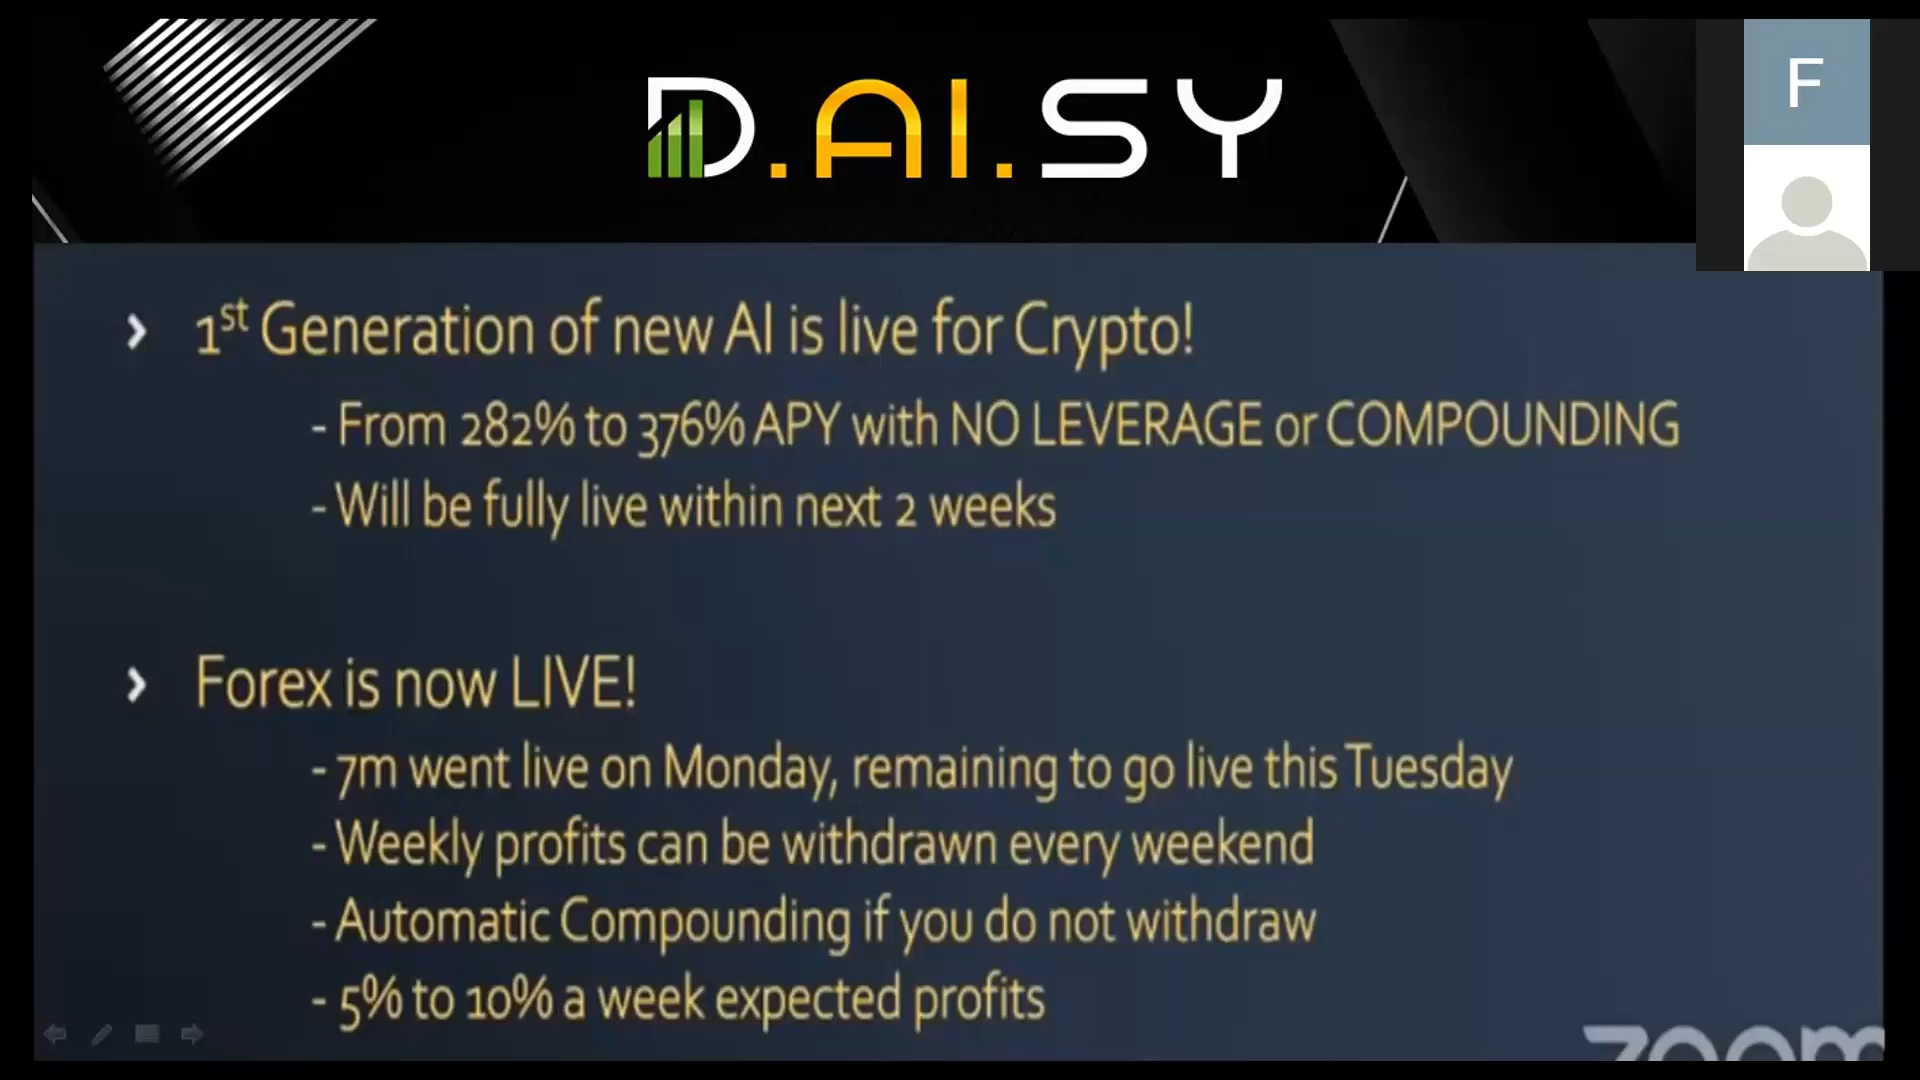 D.AI.SY
F
› 1st Generation of new AI is live for Crypto!
- From 282% to 376% APY with NO LEVERAGE or COMPOUNDING
- Will be fully live within next 2 weeks
› Forex is now LIVE!
- 7m went live on Monday, remaining to go live this Tuesday
- Weekly profits can be withdrawn every weekend
- Automatic Compounding if you do not withdraw
- 5% to 10% a week expected profits
zoom